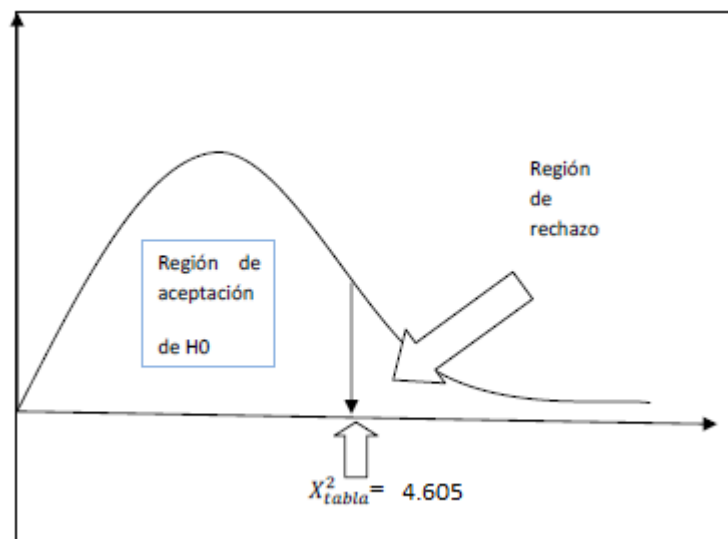 Región
de
rechazo
Región de
aceptación
de H0
X²tabla= 4.605